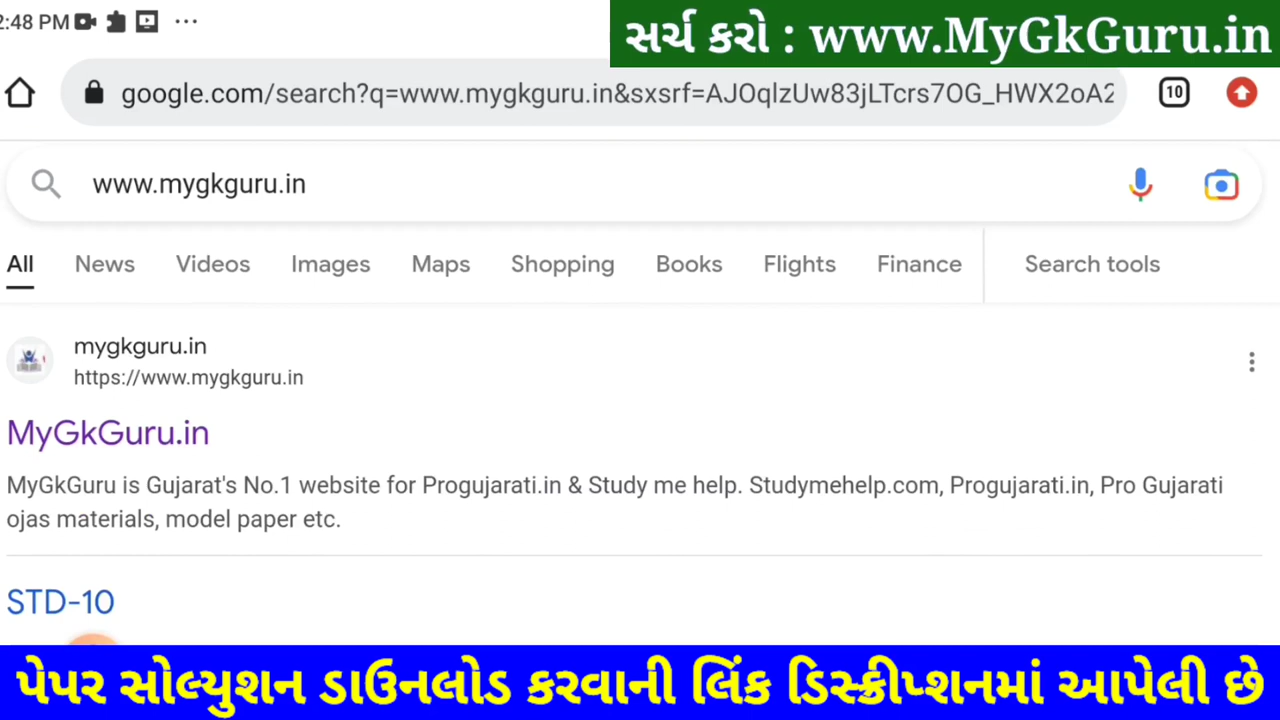 2:48 PM
સર્ચ કરો : www.MyGkGuru.in
google.com/search?q=www.mygkguru.in&sxsrf=AJOqlzUw83jLTcrs7OG_HWX2oA2
10
www.mygkguru.in
All News Videos Images Maps Shopping Books Flights Finance Search tools
mygkguru.in
https://www.mygkguru.in
MyGkGuru.in
MyGkGuru is Gujarat's No.1 website for Progujarati.in & Study me help. Studymehelp.com, Progujarati.in, Pro Gujarati
ojas materials, model paper etc.
STD-10
પેપર સોલ્યુશન ડાઉનલોડ કરવાની લિંક ડિસ્ક્રીપ્શનમાં આપેલી છે